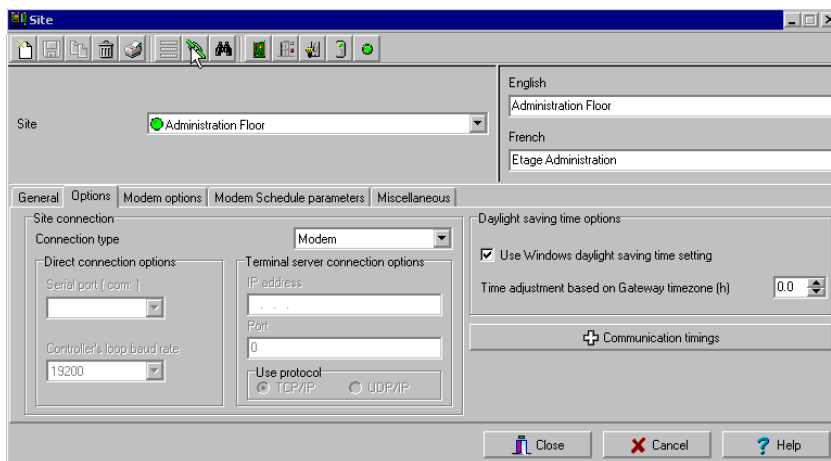 Site
English
Administration Floor
Site
Administration Floor
French
Etage Administration
General
Options
Modem options
Modem Schedule parameters
Miscellaneous
Site connection
Connection type
Modem
Direct connection options
Serial port ( com: )
Controller's loop baud rate
19200
Terminal server connection options
IP address
. . .
Port
0
Use protocol
TCP/IP
UDP/IP
Daylight saving time options
Use Windows daylight saving time setting
Time adjustment based on Gateway timezone (h)
0.0
Communication timings
Close
Cancel
Help